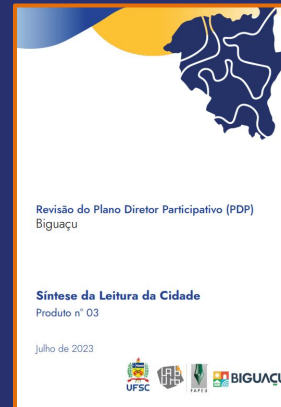 Revisão do Plano Diretor Participativo (PDP)
Biguaçu
Síntese da Leitura da Cidade
Produto n° 03
Julho de 2023
UFSC
FAPEU
BIGUAÇU